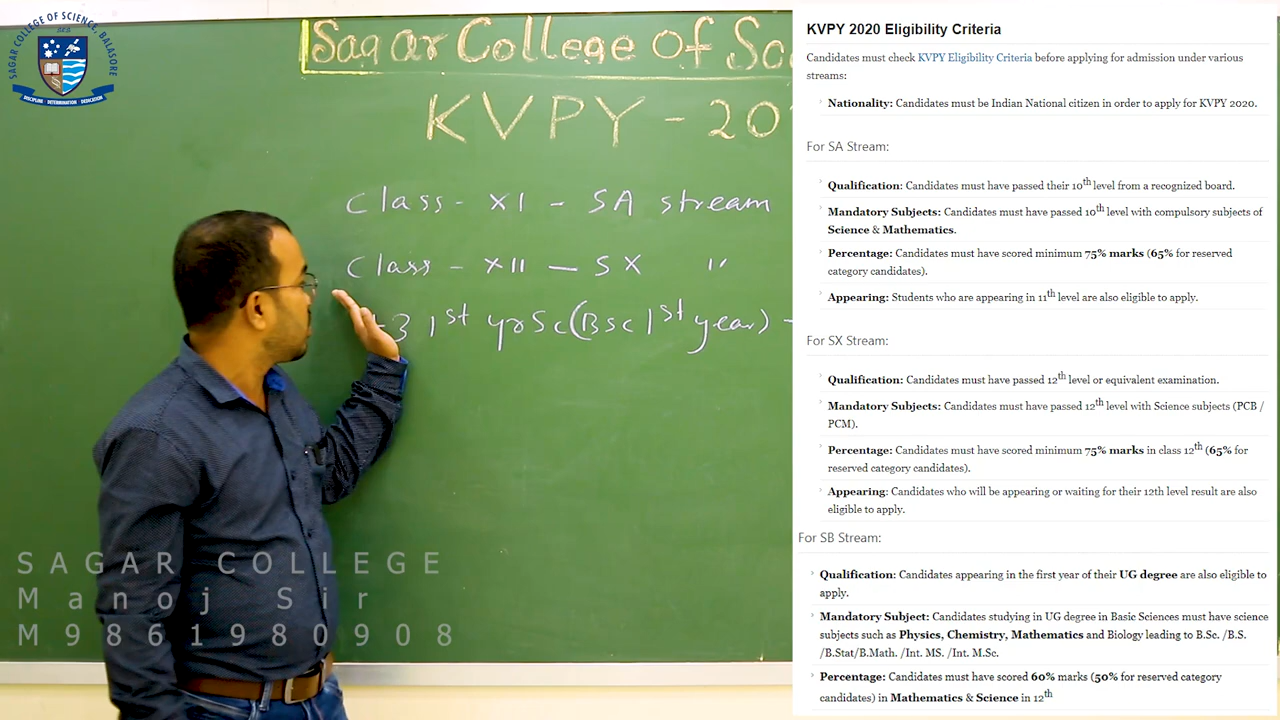 SAGAR COLLEGE OF SCIENCE, BALASORE
DISCIPLINE DETERMINATION DEDICATION
Sagar College Of
KVPY - 20
Class - XI - SA stream
Class - XII - SX "
+3 1st yr Sc (BSc 1st year) -
SAGAR COLLEGE
Manoj Sir
M9861980908
KVPY 2020 Eligibility Criteria
Candidates must check KVPY Eligibility Criteria before applying for admission under various
streams:
Nationality: Candidates must be Indian National citizen in order to apply for KVPY 2020.
For SA Stream:
Qualification: Candidates must have passed their 10th level from a recognized board.
Mandatory Subjects: Candidates must have passed 10th level with compulsory subjects of
Science & Mathematics.
Percentage: Candidates must have scored minimum 75% marks (65% for reserved
category candidates).
Appearing: Students who are appearing in 11th level are also eligible to apply.
For SX Stream:
Qualification: Candidates must have passed 12th level or equivalent examination.
Mandatory Subjects: Candidates must have passed 12th level with Science subjects (PCB /
PCM).
Percentage: Candidates must have scored minimum 75% marks in class 12th (65% for
reserved category candidates).
Appearing: Candidates who will be appearing or waiting for their 12th level result are also
eligible to apply.
For SB Stream:
Qualification: Candidates appearing in the first year of their UG degree are also eligible to
apply.
Mandatory Subject: Candidates studying in UG degree in Basic Sciences must have science
subjects such as Physics, Chemistry, Mathematics and Biology leading to B.Sc. /B.S.
/B.Stat/B.Math. /Int. MS. /Int. M.Sc.
Percentage: Candidates must have scored 60% marks (50% for reserved category
candidates) in Mathematics & Science in 12th